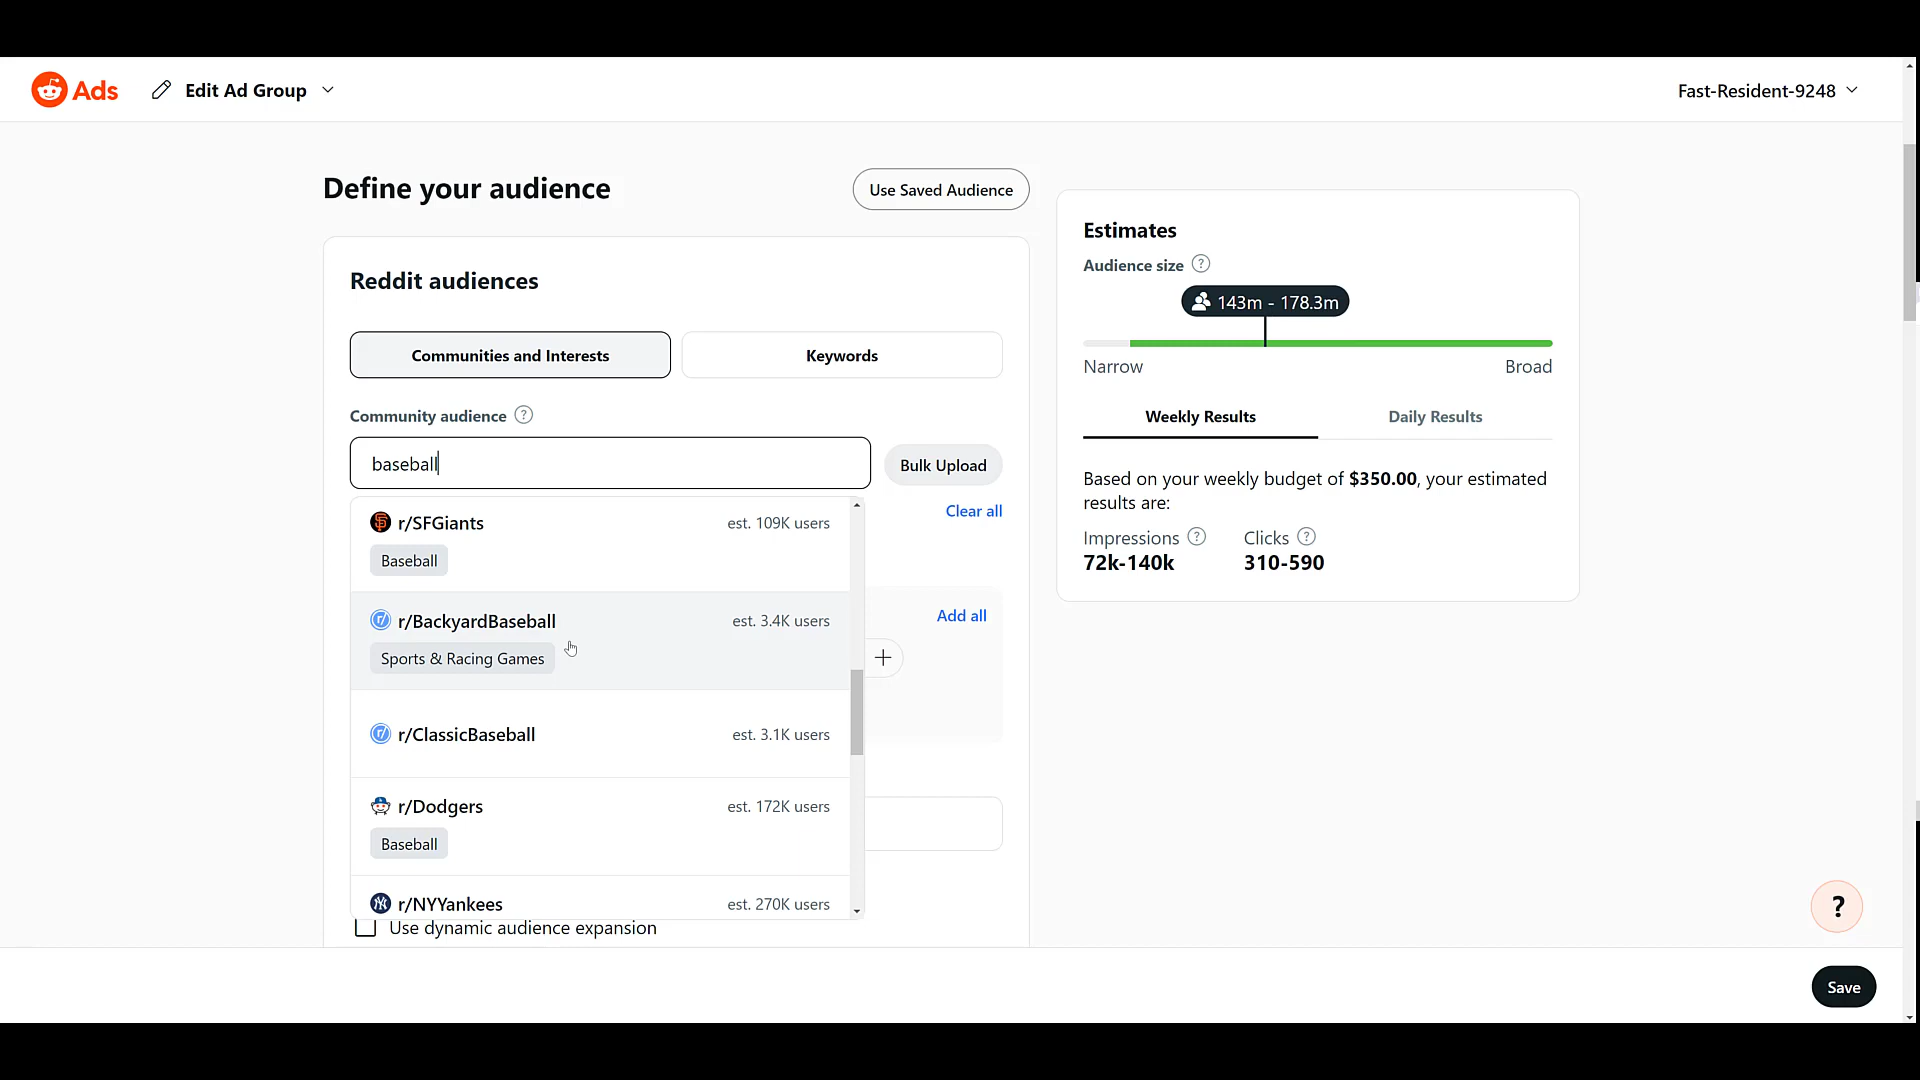 Ads
Edit Ad Group
Fast-Resident-9248
Define your audience
Use Saved Audience
Reddit audiences
Communities and Interests
Keywords
Community audience ?
baseball
Bulk Upload
Clear all
r/SFGiants
est. 109K users
Baseball
r/BackyardBaseball
est. 3.4K users
Sports & Racing Games
Add all
r/ClassicBaseball
est. 3.1K users
r/Dodgers
est. 172K users
Baseball
r/NYYankees
est. 270K users
Use dynamic audience expansion
Estimates
Audience size ?
143m - 178.3m
Narrow
Broad
Weekly Results
Daily Results
Based on your weekly budget of $350.00, your estimated
results are:
Impressions ?
Clicks ?
72k-140k
310-590
?
Save